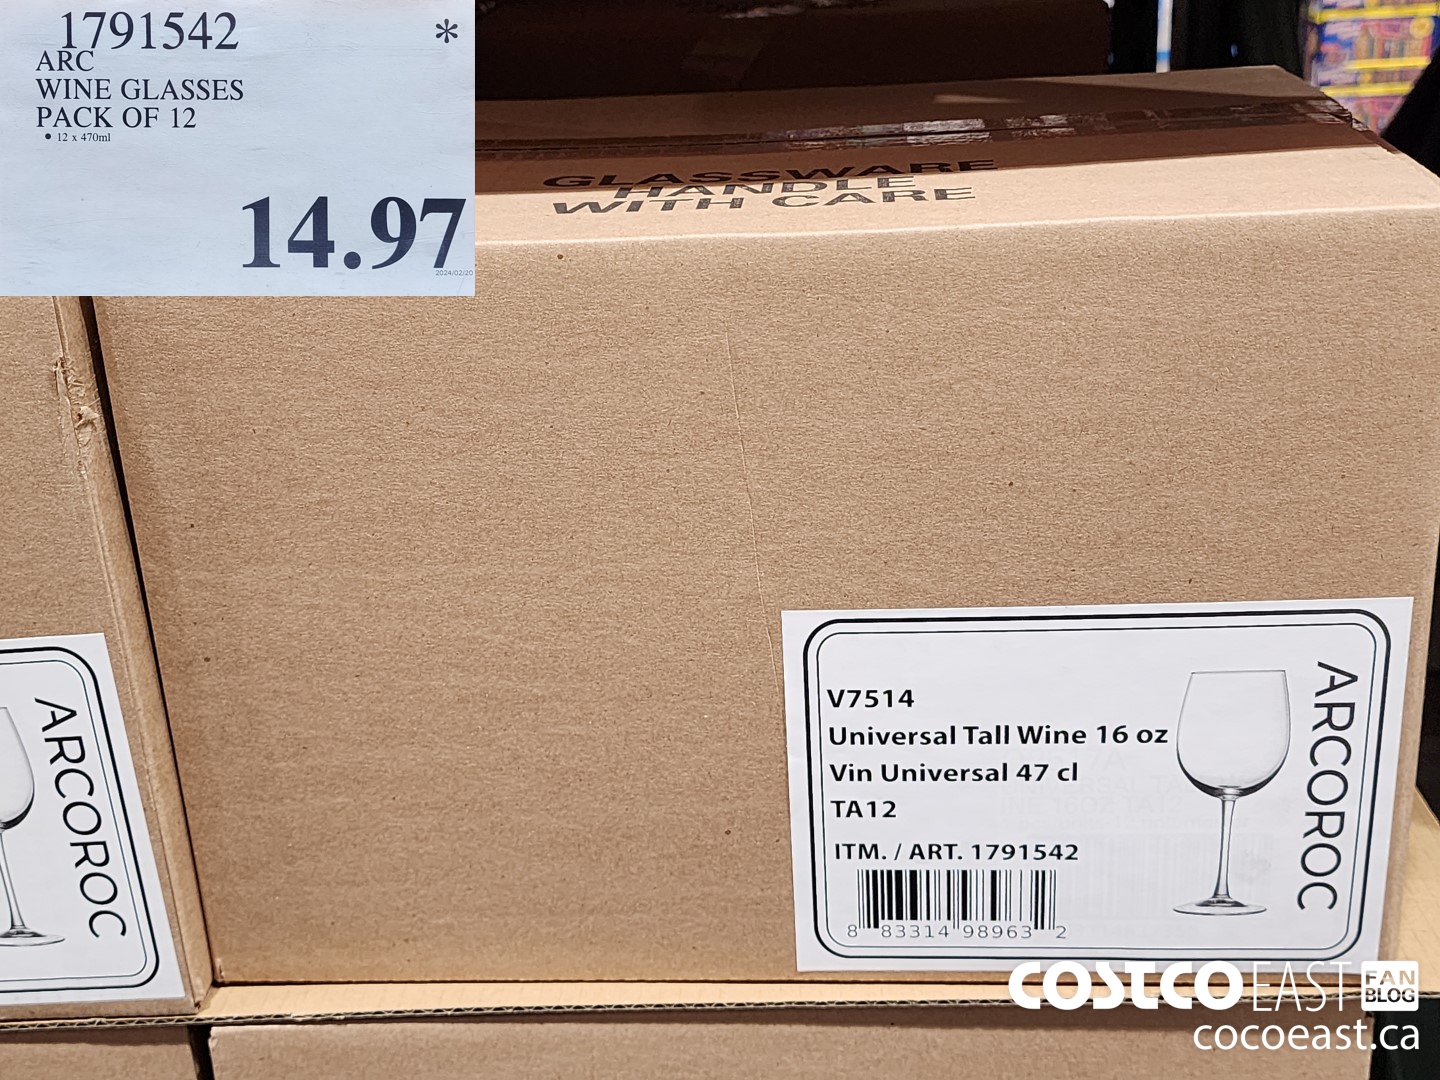 1791542
*
ARC
WINE GLASSES
PACK OF 12
• 12 x 470ml
14.97
2024/02/20
GLASSWARE
HANDLE
WITH CARE
V7514
Universal Tall Wine 16 oz
Vin Universal 47 cl
TA12
ITM. / ART. 1791542
8 83314 98963 2
ARCOROC
ARCOROC
COSTCO EAST FAN BLOG
cocoeast.ca